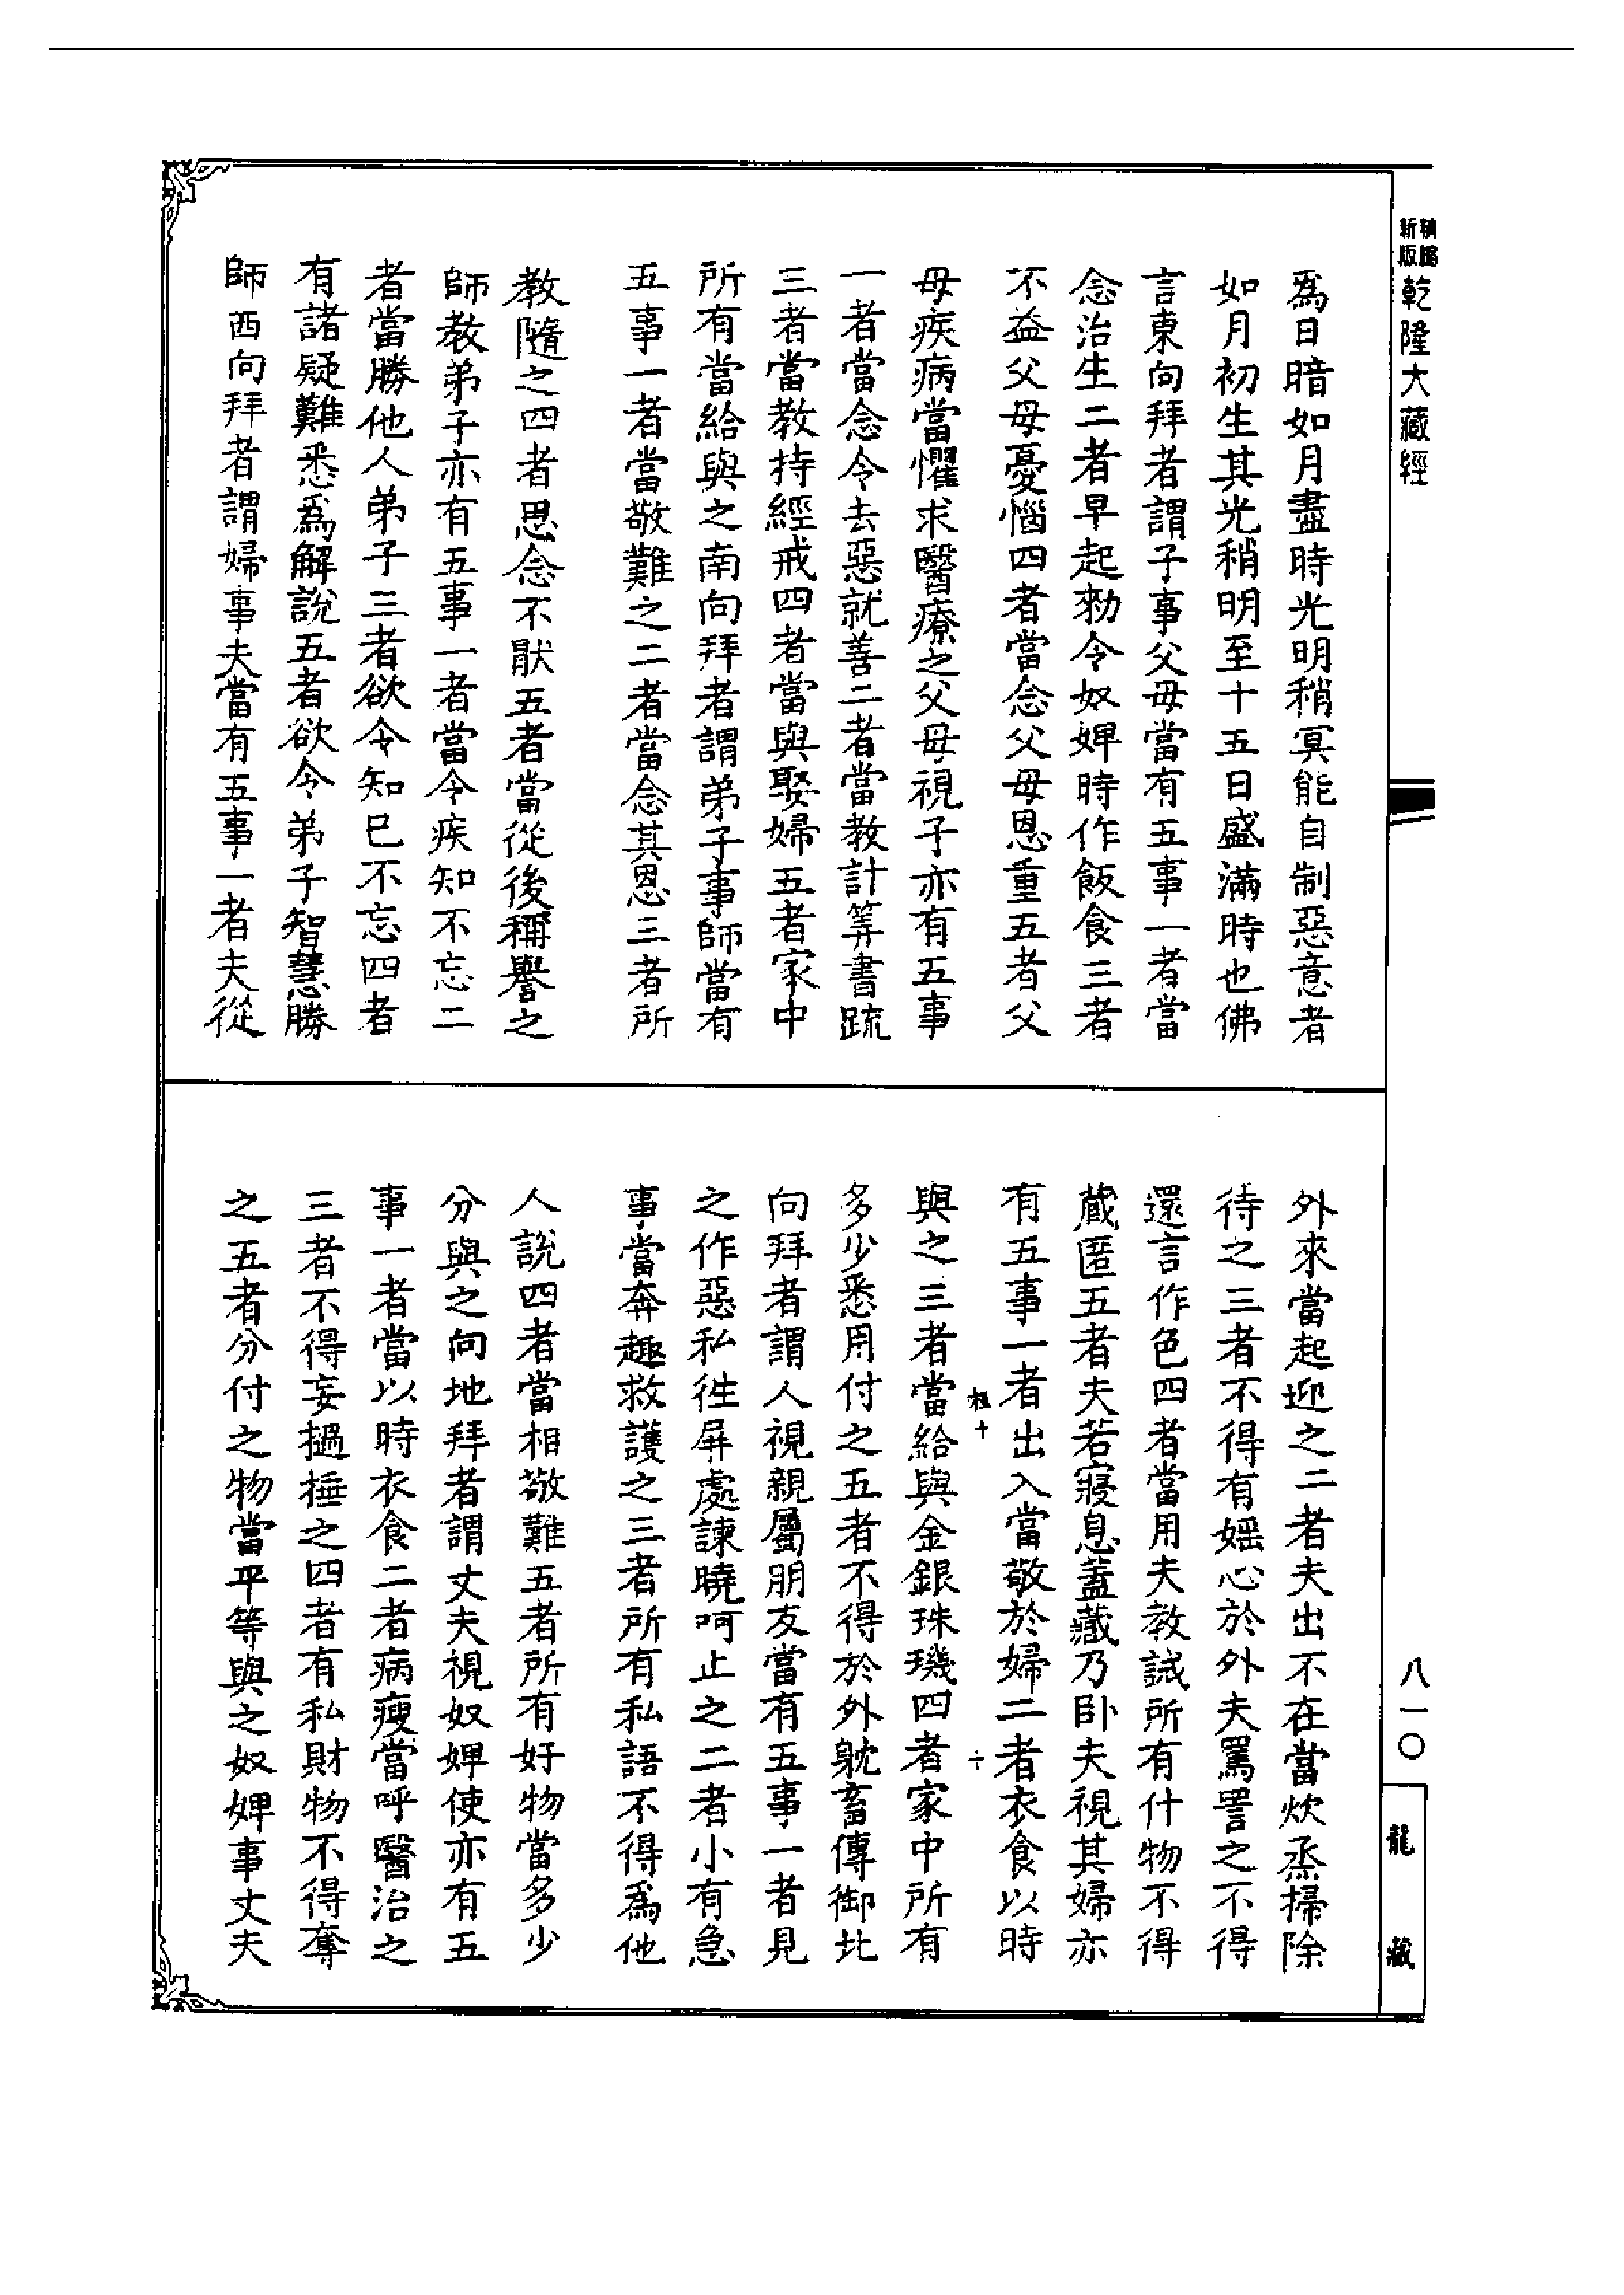 新版
精縮
乾隆大藏經
為日暗如月盡時光明稍冥能自制惡意者
如月初生其光稍明至十五日盛滿時也佛
言東向拜者謂子事父母當有五事一者當
念治生二者早起勑令奴婢時作飯食三者
不益父母憂惱四者當念父母恩重五者父
母疾病當懼求醫療之父母視子亦有五事
一者當念令去惡就善二者當教計筭書疏
三者當教持經戒四者當與娶婦五者家中
所有當給與之南向拜者謂弟子事師當有
五事一者當敬難之二者當念其恩三者所
教隨之四者思念不猒五者當從後稱譽之
師教弟子亦有五事一者當令疾知不忘二
者當勝他人弟子三者欲令知已不忘四者
有諸疑難悉為解說五者欲令弟子智慧勝
師西向拜者謂婦事夫當有五事一者夫從
外來當起迎之二者夫出不在當炊烝掃除
待之三者不得有婬心於外夫罵詈之不得
還言作色四者當用夫教誡所有什物不得
藏匿五者夫若寢息蓋藏乃卧夫視其婦亦
有五事一者出入當敬於婦二者衣食以時
與之三者當給與金銀珠璣四者家中所有
多少悉用付之五者不得於外躭畜傳御北
向拜者謂人視親屬朋友當有五事一者見
之作惡私徃屏處諫曉呵止之二者小有急
事當奔趣救護之三者所有私語不得為他
人說四者當相敬難五者所有好物當多少
分與之向地拜者謂丈夫視奴婢使亦有五
事一者當以時衣食二者病瘦當呼醫治之
三者不得妄撾捶之四者有私財物不得奪
之五者分付之物當平等與之奴婢事丈夫
八一〇
龍藏